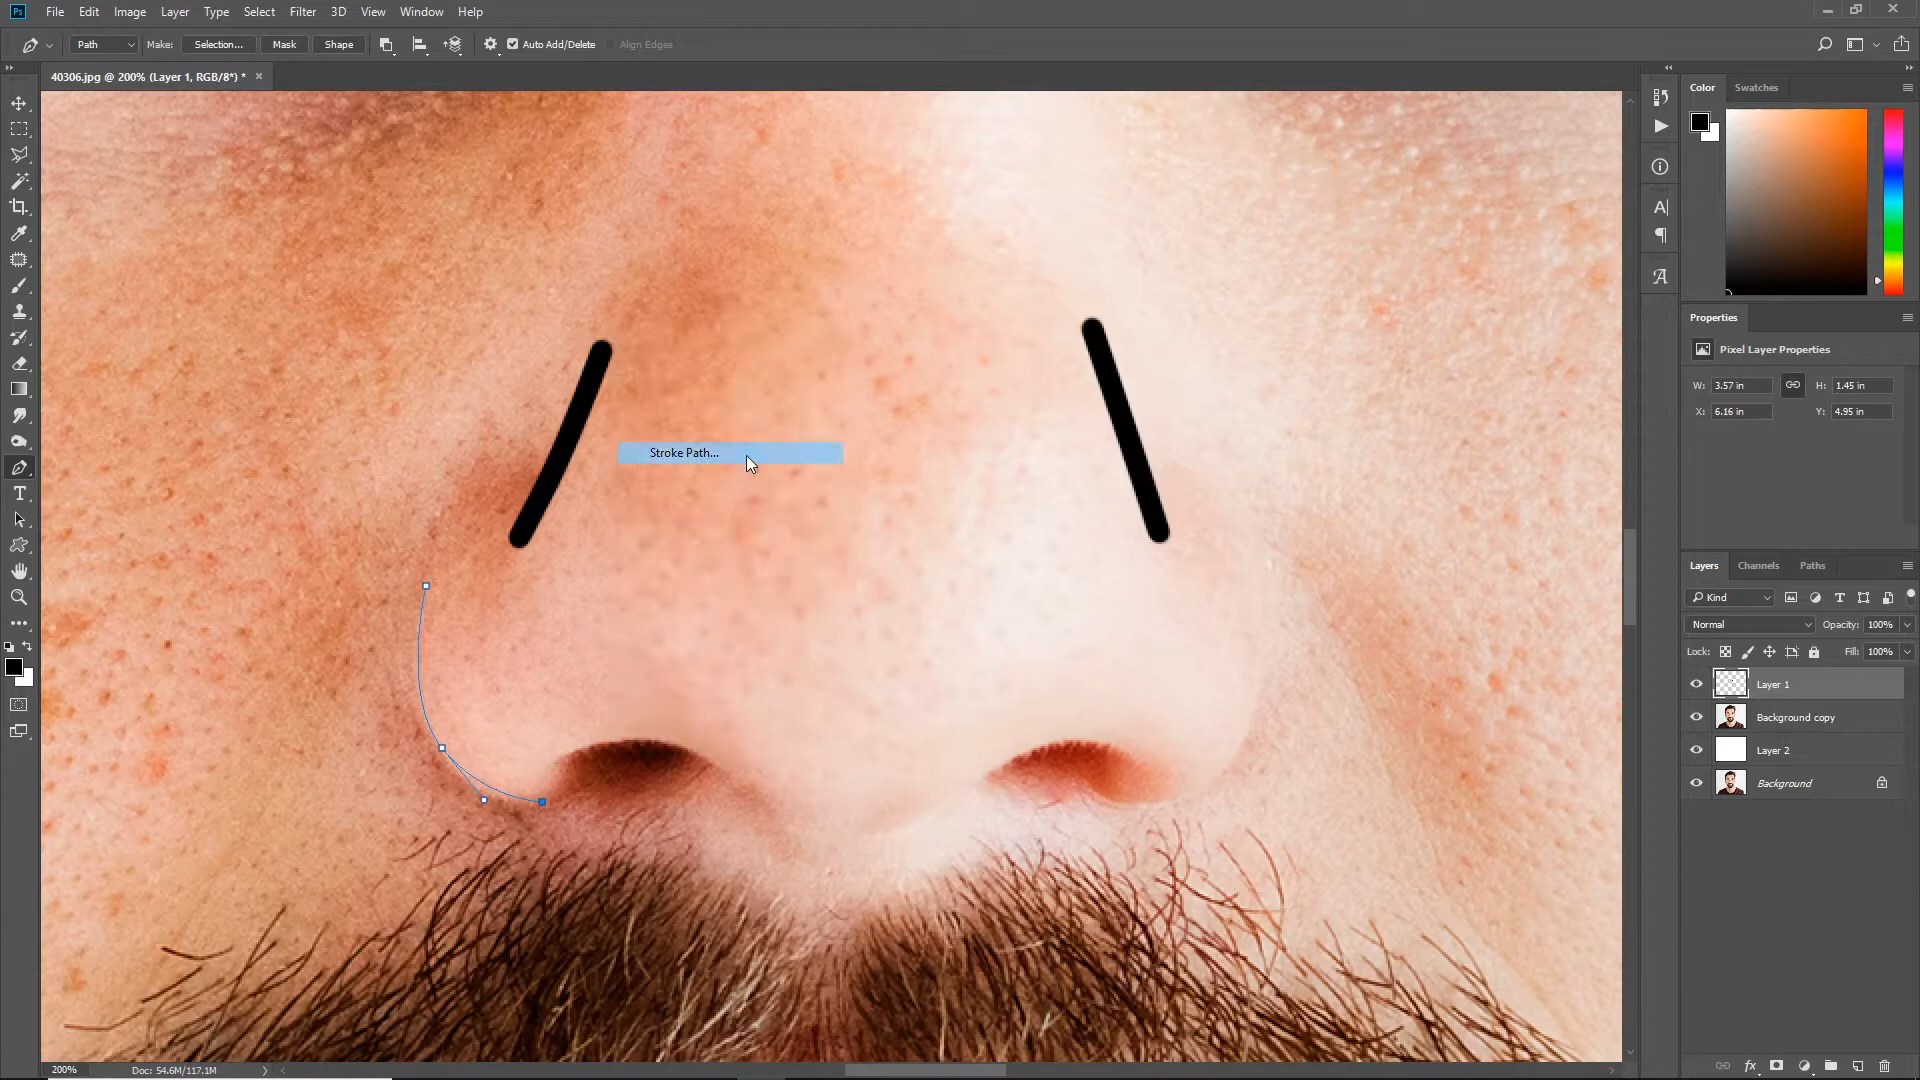 Ps File Edit Image Layer Type Select Filter 3D View Window Help
Path Make: Selection... Mask Shape Auto Add/Delete Align Edges
40306.jpg @ 200% (Layer 1, RGB/8*) * ×
Color Swatches
Properties
Pixel Layer Properties
W: 3.57 in H: 1.45 in
X: 6.16 in Y: 4.95 in
Stroke Path...
Layers Channels Paths
Kind
Normal Opacity: 100%
Lock: Fill: 100%
Layer 1
Background copy
Layer 2
Background
200% Doc: 54.6M/117.1M